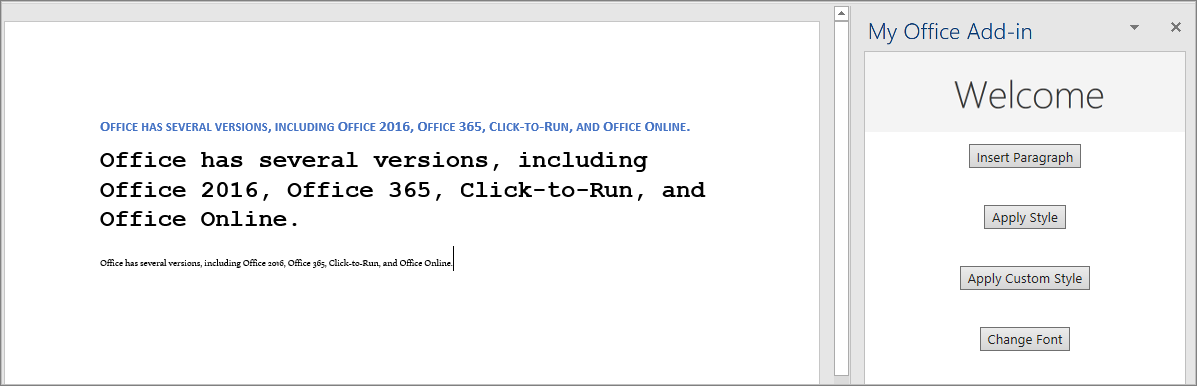 Office has several versions, including Office 2016, Office 365, Click-to-Run, and Office Online.
Office has several versions, including
Office 2016, Office 365, Click-to-Run, and
Office Online.
Office has several versions, including Office 2016, Office 365, Click-to-Run, and Office Online.
My Office Add-in
Welcome
Insert Paragraph
Apply Style
Apply Custom Style
Change Font